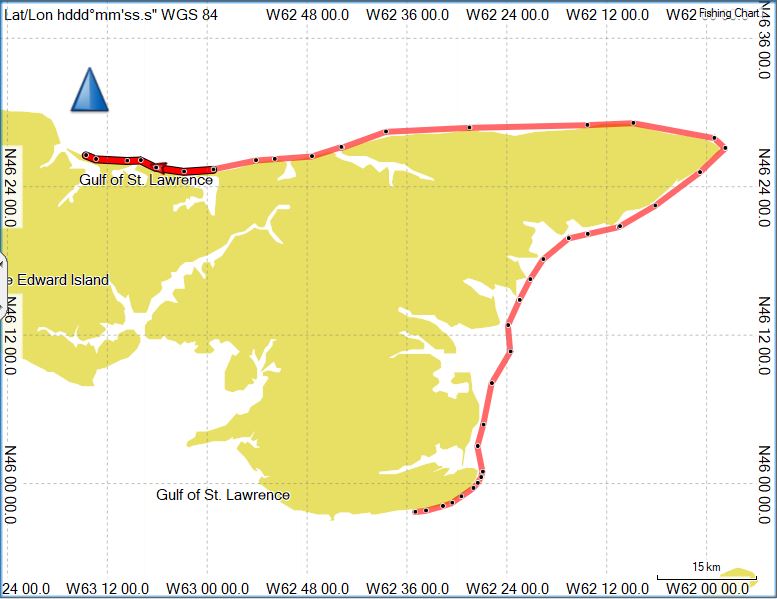 Lat/Lon hddd°mm'ss.s" WGS 84
W62 48 00.0
W62 36 00.0
W62 24 00.0
W62 12 00.0
W62
Fishing Chart
N46 36 00.0
N46 24 00.0
N46 24 00.0
Gulf of St. Lawrence
e Edward Island
N46 12 00.0
N46 12 00.0
N46 00 00.0
N46 00 00.0
Gulf of St. Lawrence
15 km
24 00.0
W63 12 00.0
W63 00 00.0
W62 48 00.0
W62 36 00.0
W62 24 00.0
W62 12 00.0
W62 00 00.0